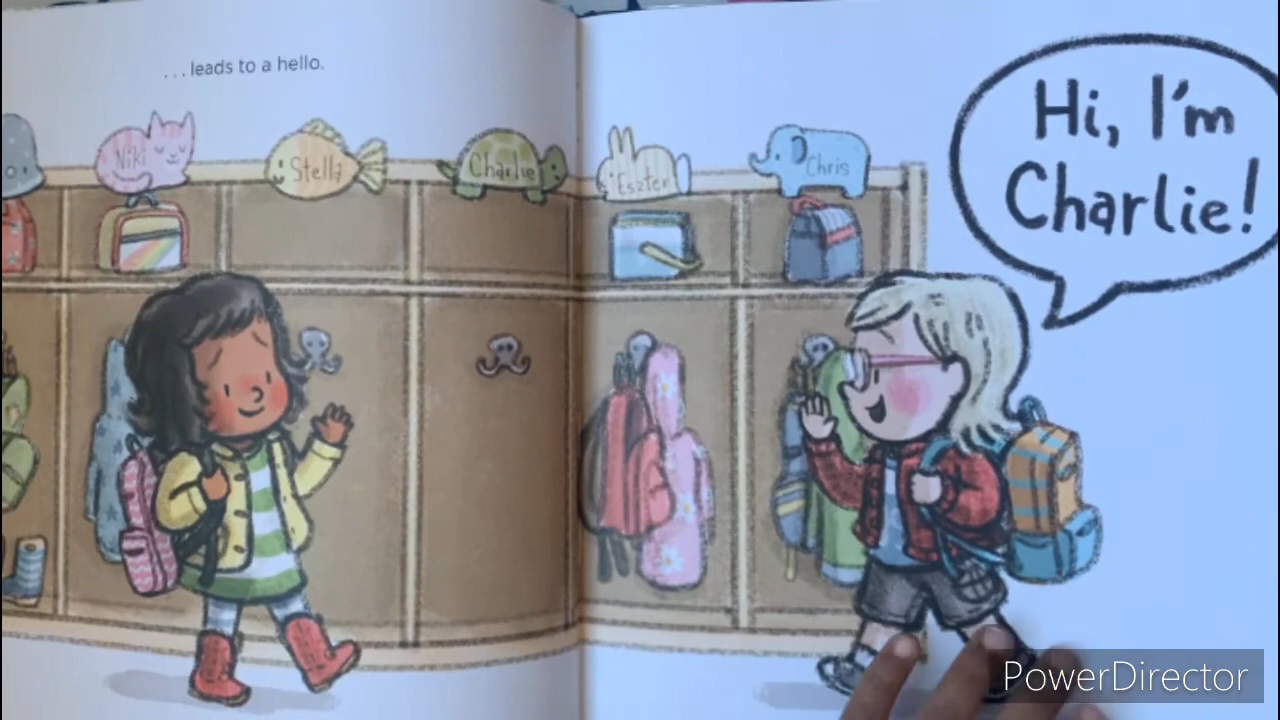 . . . leads to a hello.
Niki
Stella
Charlie
Eszter
Chris
Hi, I'm
Charlie!
PowerDirector